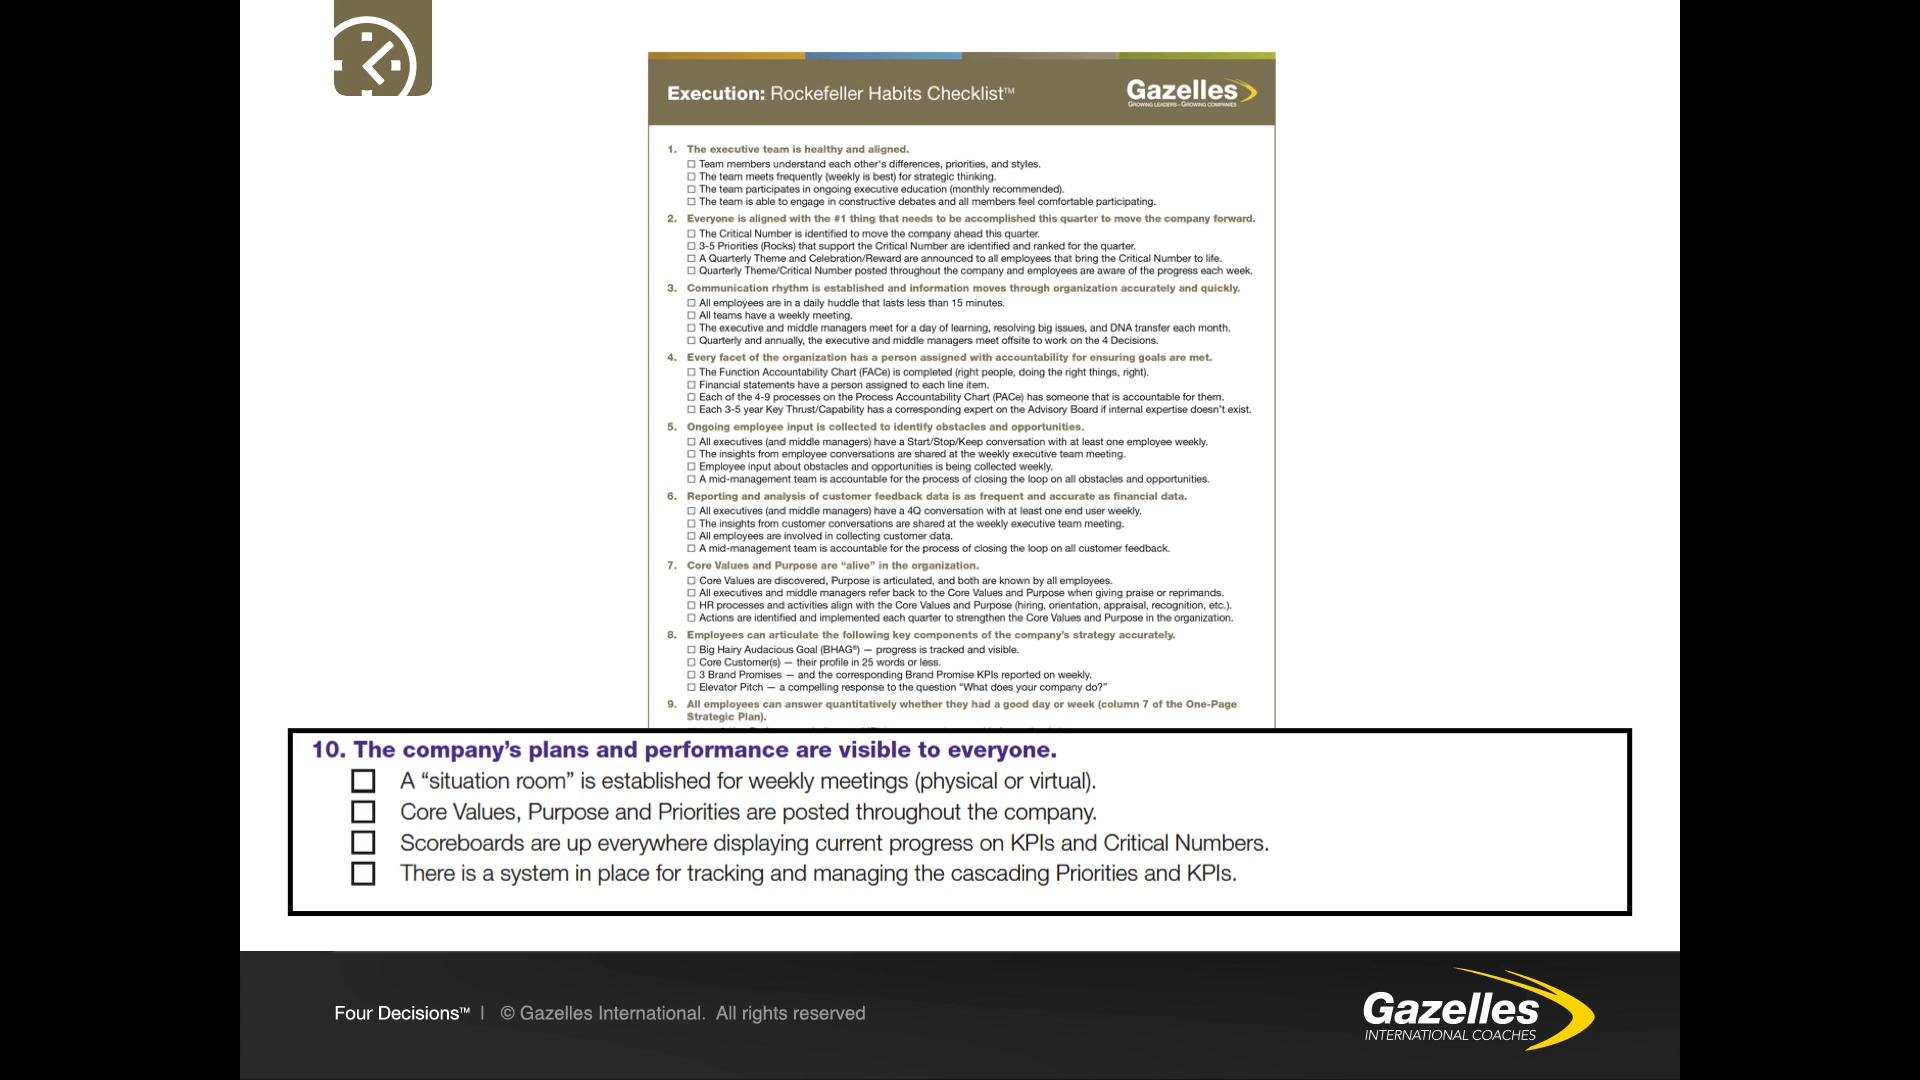 Execution: Rockefeller Habits Checklist™
Gazelles
GROWING LEADERS - GROWING COMPANIES
1. The executive team is healthy and aligned.
☐ Team members understand each other's differences, priorities, and styles.
☐ The team meets frequently (weekly is best) for strategic thinking.
☐ The team participates in ongoing executive education (monthly recommended).
☐ The team is able to engage in constructive debates and all members feel comfortable participating.
2. Everyone is aligned with the #1 thing that needs to be accomplished this quarter to move the company forward.
☐ The Critical Number is identified to move the company ahead this quarter.
☐ 3-5 Priorities (Rocks) that support the Critical Number are identified and ranked for the quarter.
☐ A Quarterly Theme and Celebration/Reward are announced to all employees that bring the Critical Number to life.
☐ Quarterly Theme/Critical Number posted throughout the company and employees are aware of the progress each week.
3. Communication rhythm is established and information moves through organization accurately and quickly.
☐ All employees are in a daily huddle that lasts less than 15 minutes.
☐ All teams have a weekly meeting.
☐ The executive and middle managers meet for a day of learning, resolving big issues, and DNA transfer each month.
☐ Quarterly and annually, the executive and middle managers meet offsite to work on the 4 Decisions.
4. Every facet of the organization has a person assigned with accountability for ensuring goals are met.
☐ The Function Accountability Chart (FACe) is completed (right people, doing the right things, right).
☐ Financial statements have a person assigned to each line item.
☐ Each of the 4-9 processes on the Process Accountability Chart (PACe) has someone that is accountable for them.
☐ Each 3-5 year Key Thrust/Capability has a corresponding expert on the Advisory Board if internal expertise doesn't exist.
5. Ongoing employee input is collected to identify obstacles and opportunities.
☐ All executives (and middle managers) have a Start/Stop/Keep conversation with at least one employee weekly.
☐ The insights from employee conversations are shared at the weekly executive team meeting.
☐ Employee input about obstacles and opportunities is being collected weekly.
☐ A mid-management team is accountable for the process of closing the loop on all obstacles and opportunities.
6. Reporting and analysis of customer feedback data is as frequent and accurate as financial data.
☐ All executives (and middle managers) have a 4Q conversation with at least one end user weekly.
☐ The insights from customer conversations are shared at the weekly executive team meeting.
☐ All employees are involved in collecting customer data.
☐ A mid-management team is accountable for the process of closing the loop on all customer feedback.
7. Core Values and Purpose are “alive” in the organization.
☐ Core Values are discovered, Purpose is articulated, and both are known by all employees.
☐ All executives and middle managers refer back to the Core Values and Purpose when giving praise or reprimands.
☐ HR processes and activities align with the Core Values and Purpose (hiring, orientation, appraisal, recognition, etc.).
☐ Actions are identified and implemented each quarter to strengthen the Core Values and Purpose in the organization.
8. Employees can articulate the following key components of the company's strategy accurately.
☐ Big Hairy Audacious Goal (BHAG®) — progress is tracked and visible.
☐ Core Customer(s) — their profile in 25 words or less.
☐ 3 Brand Promises — and the corresponding Brand Promise KPIs reported on weekly.
☐ Elevator Pitch — a compelling response to the question “What does your company do?”
9. All employees can answer quantitatively whether they had a good day or week (column 7 of the One-Page
Strategic Plan).
10. The company's plans and performance are visible to everyone.
☐ A “situation room” is established for weekly meetings (physical or virtual).
☐ Core Values, Purpose and Priorities are posted throughout the company.
☐ Scoreboards are up everywhere displaying current progress on KPIs and Critical Numbers.
☐ There is a system in place for tracking and managing the cascading Priorities and KPIs.
Four Decisions™ | © Gazelles International. All rights reserved
Gazelles
INTERNATIONAL COACHES